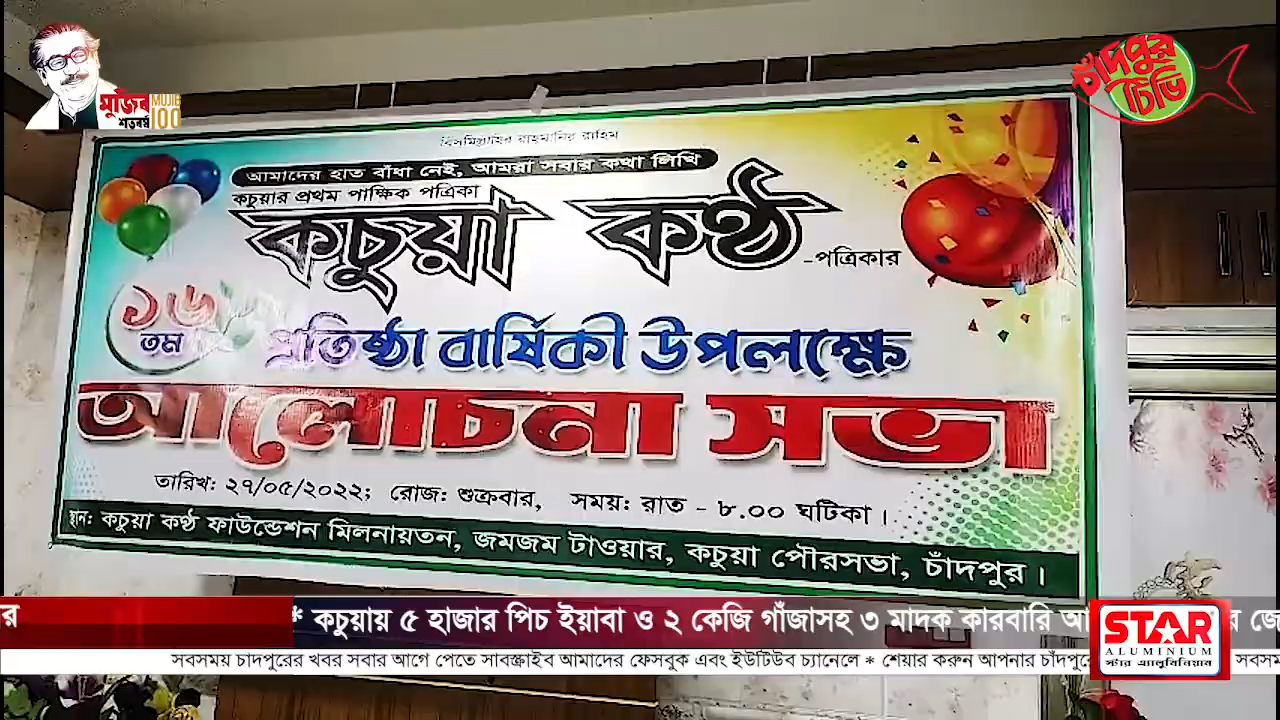 মুজিব
শতবর্ষ
MUJIB
100
চাঁদপুর
টিভি
বিসমিল্লাহির রাহমানির রাহিম
আমাদের হাত বাঁধা নেই, আমরা সবার কথা লিখি
কচুয়ার প্রথম পাক্ষিক পত্রিকা
কচুয়া কণ্ঠ
-পত্রিকার
১৬
তম
প্রতিষ্ঠা বার্ষিকী উপলক্ষে
আলোচনা সভা
তারিখ: ২৭/০৫/২০২২; রোজ: শুক্রবার, সময়: রাত - ৮.০০ ঘটিকা।
স্থান: কচুয়া কণ্ঠ ফাউন্ডেশন মিলনায়তন, জমজম টাওয়ার, কচুয়া পৌরসভা, চাঁদপুর।
র * কচুয়ায় ৫ হাজার পিচ ইয়াবা ও ২ কেজি গাঁজাসহ ৩ মাদক কারবারি
STAR
ALUMINIUM
স্টার এ্যালুমিনিয়াম
সবসময় চাঁদপুরের খবর সবার আগে পেতে সাবস্ক্রাইব আমাদের ফেসবুক এবং ইউটিউব চ্যানেলে * শেয়ার করুন আপনার